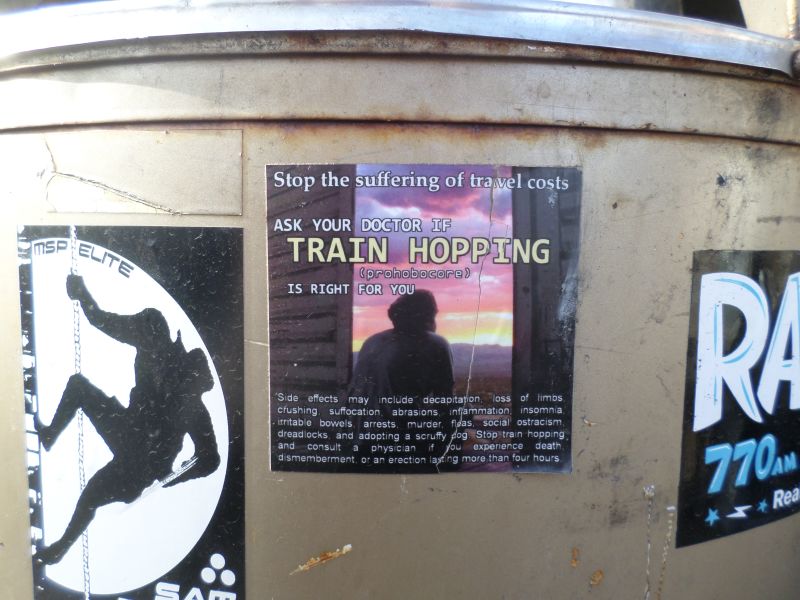 Stop the suffering of travel costs
ASK YOUR DOCTOR IF
TRAIN HOPPING
(prohobocore)
IS RIGHT FOR YOU
Side effects may include decapitation, loss of limbs
crushing, suffocation, abrasions, inflammation, insomnia,
irritable bowels, arrests, murder, fleas, social ostracism,
dreadlocks, and adopting a scruffy dog. Stop train hopping
and consult a physician if you experience death,
dismemberment, or an erection lasting more than four hours.
MSP ELITE
SAM
RA
770AM
Rea